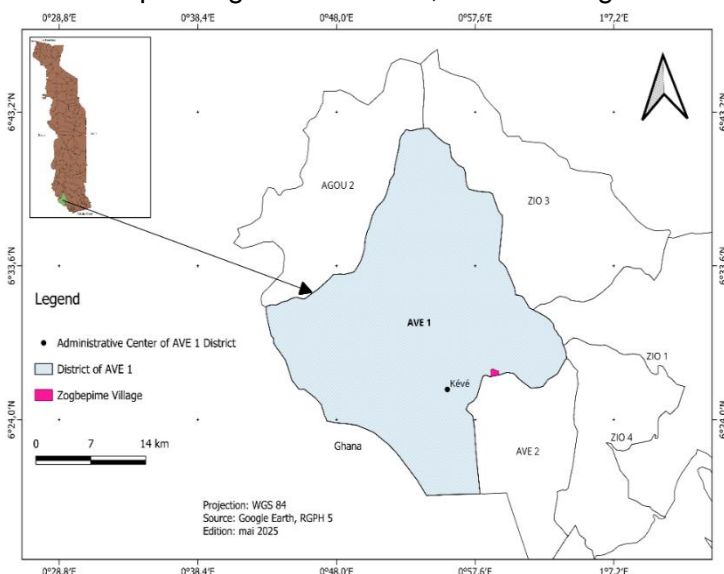 0°28,8'E 0°38,4'E 0°48,0'E 0°57,6'E 1°7,2'E
6°43,2'N 6°43,2'N
AGOU 2
ZIO 3
6°33,6'N 6°33,6'N
Legend
AVE 1
Administrative Center of AVE 1 District
District of AVE 1
ZIO 1
Zogbepime Village
Kévé
6°24,0'N 6°24,0'N
0 7 14 km
Ghana
AVE 2
ZIO 4
Projection: WGS 84
Source: Google Earth, RGPH 5
Edition: mai 2025
0°28,8'E 0°38,4'E 0°48,0'E 0°57,6'E 1°7,2'E